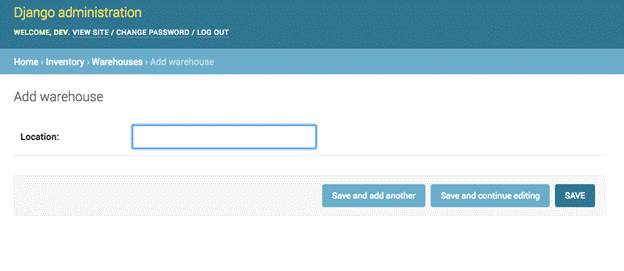 Django administration
WELCOME, DEV. VIEW SITE / CHANGE PASSWORD / LOG OUT
Home › Inventory › Warehouses › Add warehouse
Add warehouse
Location:
Save and add another Save and continue editing SAVE